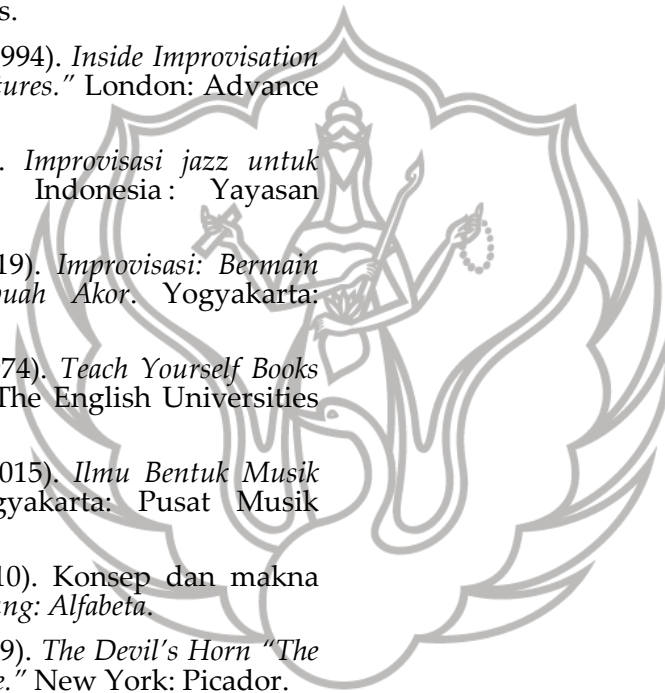 s.
994). Inside Improvisation
tures.” London: Advance
. Improvisasi jazz untuk
Indonesia : Yayasan
19). Improvisasi: Bermain
buah Akor. Yogyakarta:
74). Teach Yourself Books
The English Universities
015). Ilmu Bentuk Musik
gyakarta: Pusat Musik
10). Konsep dan makna
ung: Alfabeta.
9). The Devil’s Horn “The
e.” New York: Picador.